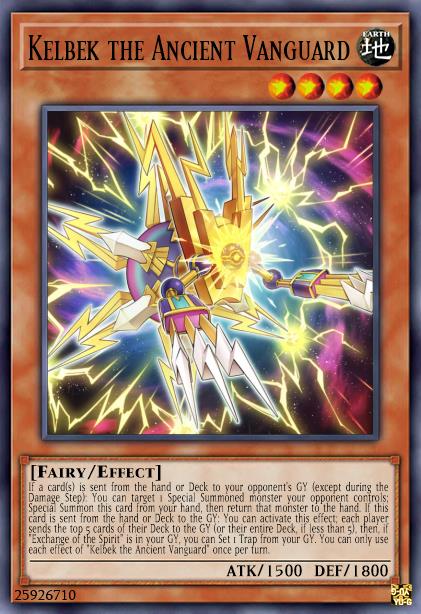 KELBEK THE ANCIENT VANGUARD
EARTH
地
[FAIRY/EFFECT]
If a card(s) is sent from the hand or Deck to your opponent's GY (except during the
Damage Step): You can target 1 Special Summoned monster your opponent controls;
Special Summon this card from your hand, then return that monster to the hand. If this
card is sent from the hand or Deck to the GY: You can activate this effect; each player
sends the top 5 cards of their Deck to the GY (or their entire Deck, if less than 5), then, if
"Exchange of the Spirit" is in your GY, you can Set 1 Trap from your GY. You can only use
each effect of "Kelbek the Ancient Vanguard" once per turn.
ATK/1500 DEF/1800
25926710